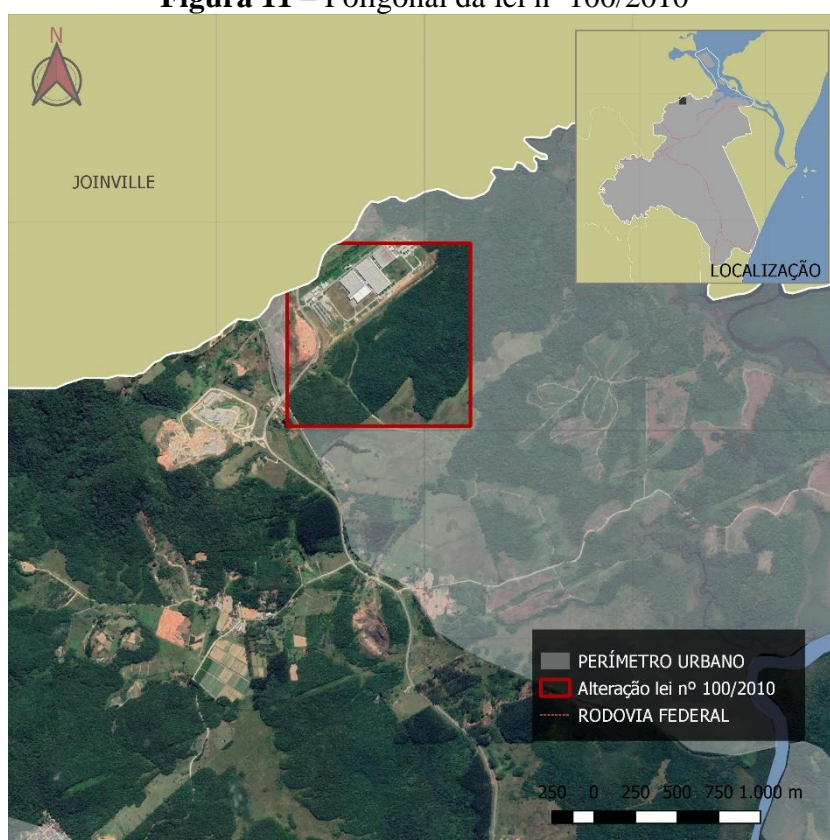 Figura 11 – Poligonal da lei nº 100/2010
N
JOINVILLE
LOCALIZAÇÃO
PERÍMETRO URBANO
Alteração lei nº 100/2010
RODOVIA FEDERAL
250 0 250 500 750 1.000 m